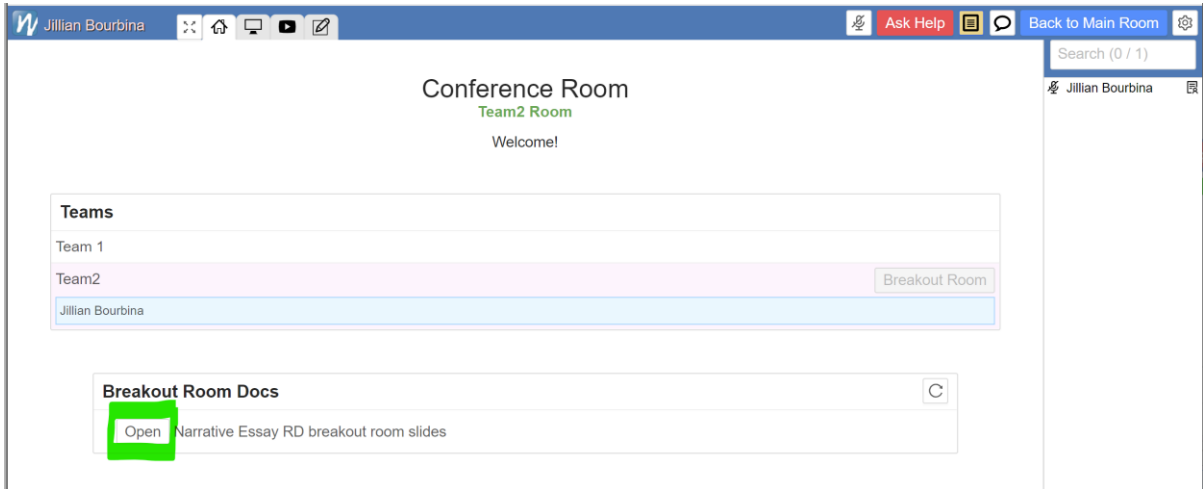 W Jillian Bourbina Ask Help Back to Main Room
Search (0 / 1)
Jillian Bourbina
Conference Room
Team2 Room
Welcome!
Teams
Team 1
Team2 Breakout Room
Jillian Bourbina
Breakout Room Docs
Open Narrative Essay RD breakout room slides